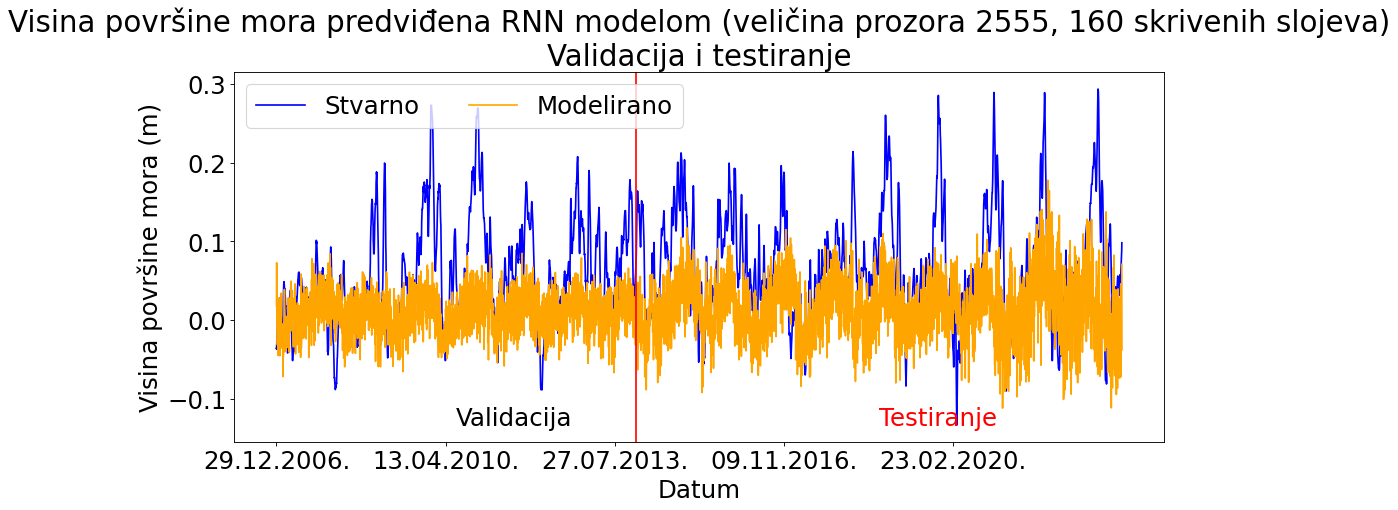 Visina površine mora predviđena RNN modelom (veličina prozora 2555, 160 skrivenih slojeva)
Validacija i testiranje
Stvarno
Modelirano
Visina površine mora (m)
0.3
0.2
0.1
0.0
−0.1
Validacija
Testiranje
29.12.2006.
13.04.2010.
27.07.2013.
09.11.2016.
23.02.2020.
Datum